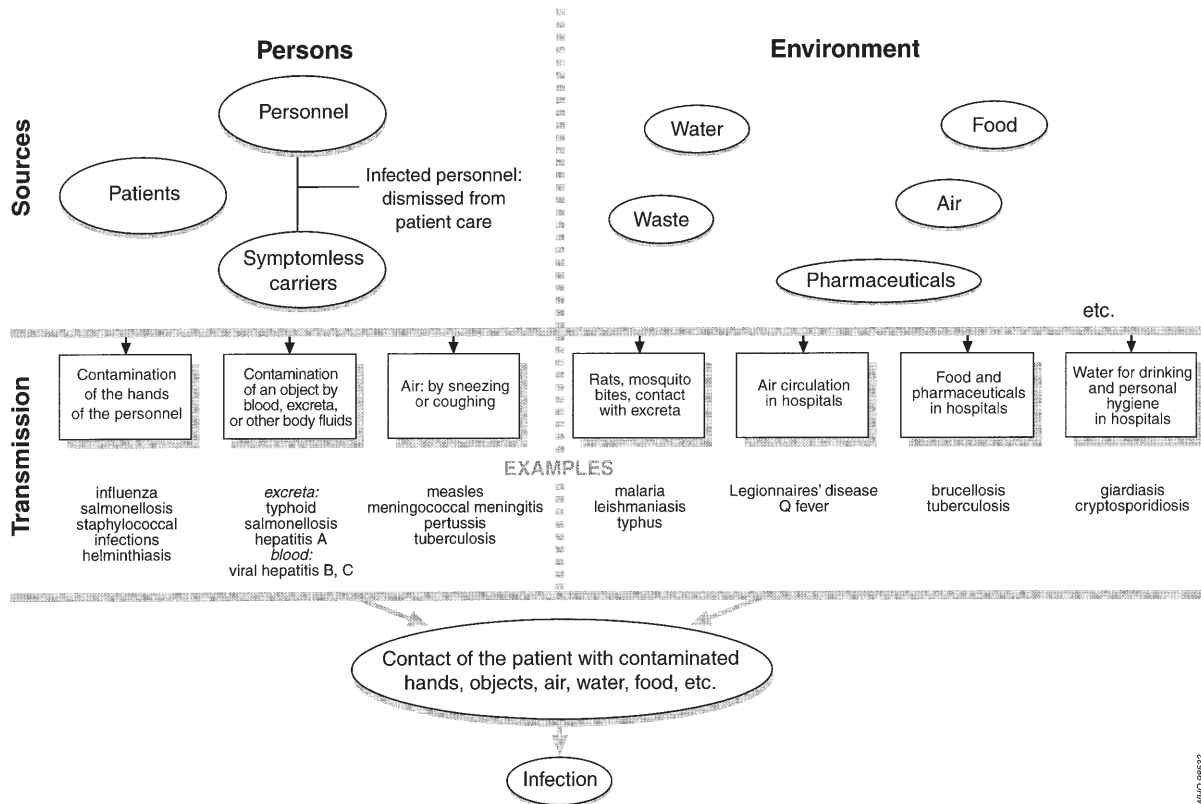 Persons
Environment
Sources
Personnel
Patients
Infected personnel:
dismissed from
patient care
Symptomless
carriers
Water
Food
Waste
Air
Pharmaceuticals
etc.
Transmission
Contamination
of the hands
of the personnel
Contamination
of an object by
blood, excreta,
or other body fluids
Air: by sneezing
or coughing
Rats, mosquito
bites, contact
with excreta
Air circulation
in hospitals
Food and
pharmaceuticals
in hospitals
Water for drinking
and personal
hygiene
in hospitals
EXAMPLES
influenza
salmonellosis
staphylococcal
infections
helminthiasis
excreta:
typhoid
salmonellosis
hepatitis A
blood:
viral hepatitis B, C
measles
meningococcal meningitis
pertussis
tuberculosis
malaria
leishmaniasis
typhus
Legionnaires' disease
Q fever
brucellosis
tuberculosis
giardiasis
cryptosporidiosis
Contact of the patient with contaminated
hands, objects, air, water, food, etc.
Infection
WHO